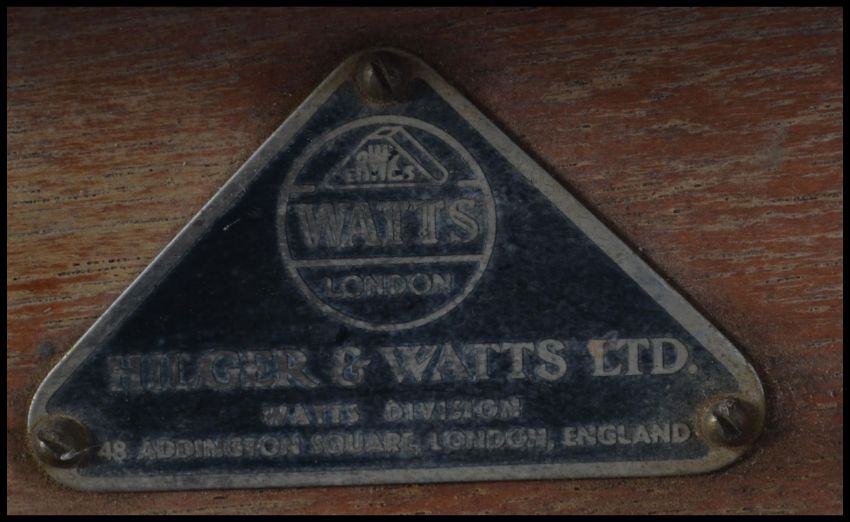 WATTS
LONDON
HILGER & WATTS LTD.
WATTS DIVISION
48 ADDINGTON SQUARE, LONDON, ENGLAND